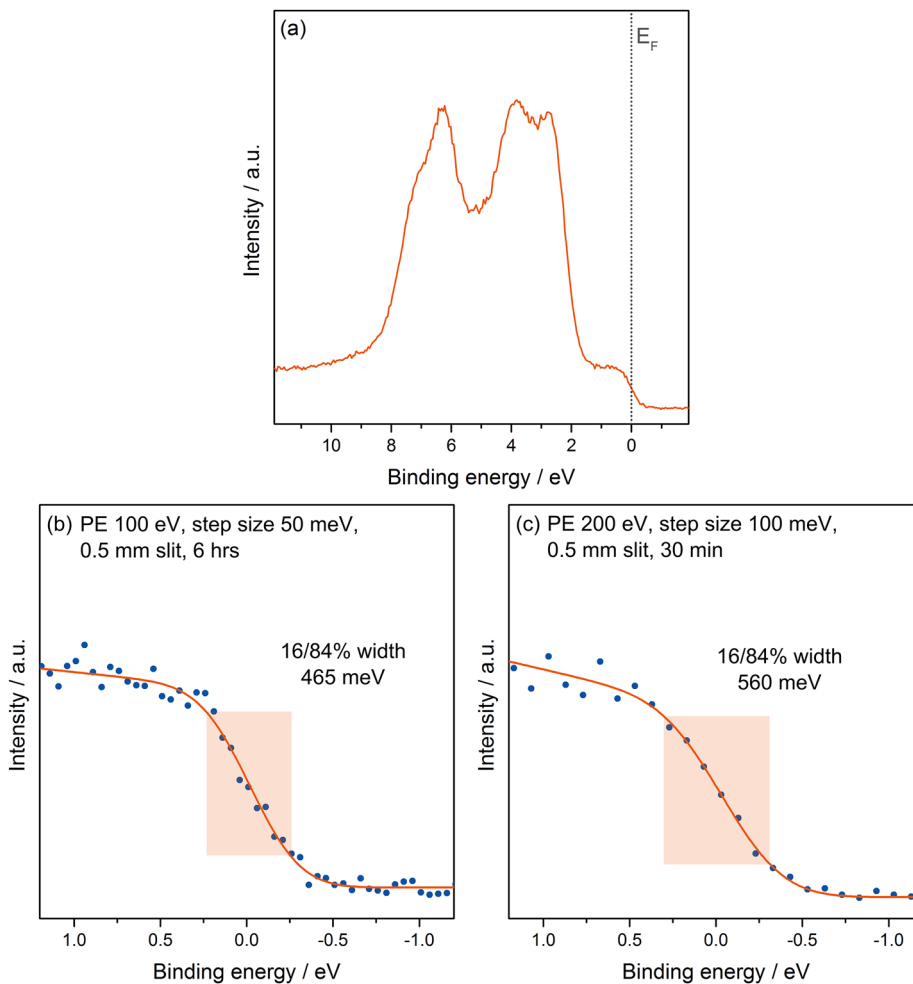 (a)
E_F
Intensity / a.u.
10 8 6 4 2 0
Binding energy / eV
(b) PE 100 eV, step size 50 meV,
0.5 mm slit, 6 hrs
16/84% width
465 meV
Intensity / a.u.
1.0 0.5 0.0 -0.5 -1.0
Binding energy / eV
(c) PE 200 eV, step size 100 meV,
0.5 mm slit, 30 min
16/84% width
560 meV
Intensity / a.u.
1.0 0.5 0.0 -0.5 -1.0
Binding energy / eV